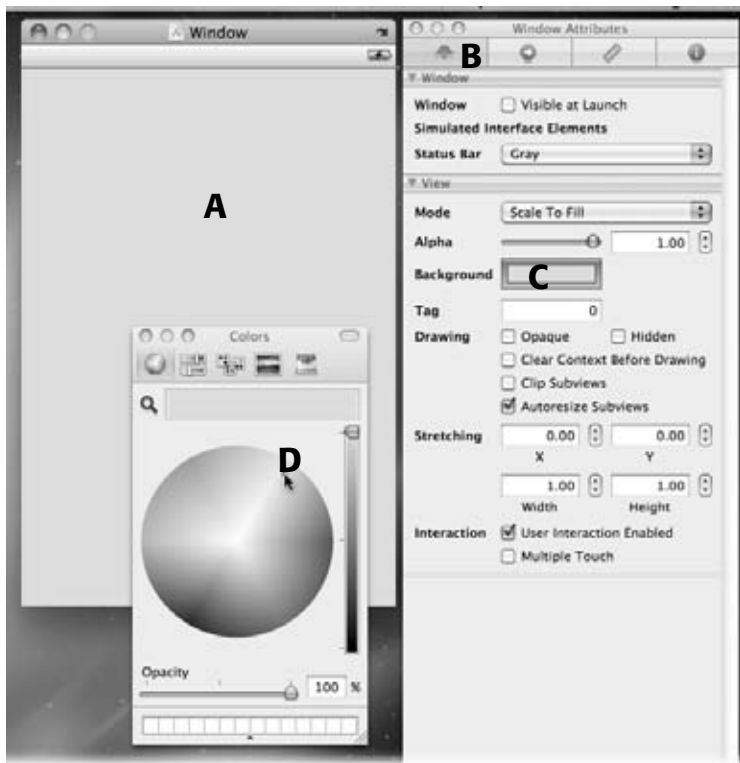 Window
A
Window Attributes
B
Window
Window Visible at Launch
Simulated Interface Elements
Status Bar Gray
View
Mode Scale To Fill
Alpha 1.00
Background C
Tag 0
Drawing Opaque Hidden
Clear Context Before Drawing
Clip Subviews
Autoresize Subviews
Stretching 0.00 0.00
X Y
1.00 1.00
Width Height
Interaction User Interaction Enabled
Multiple Touch
Colors
D
Opacity
100 %